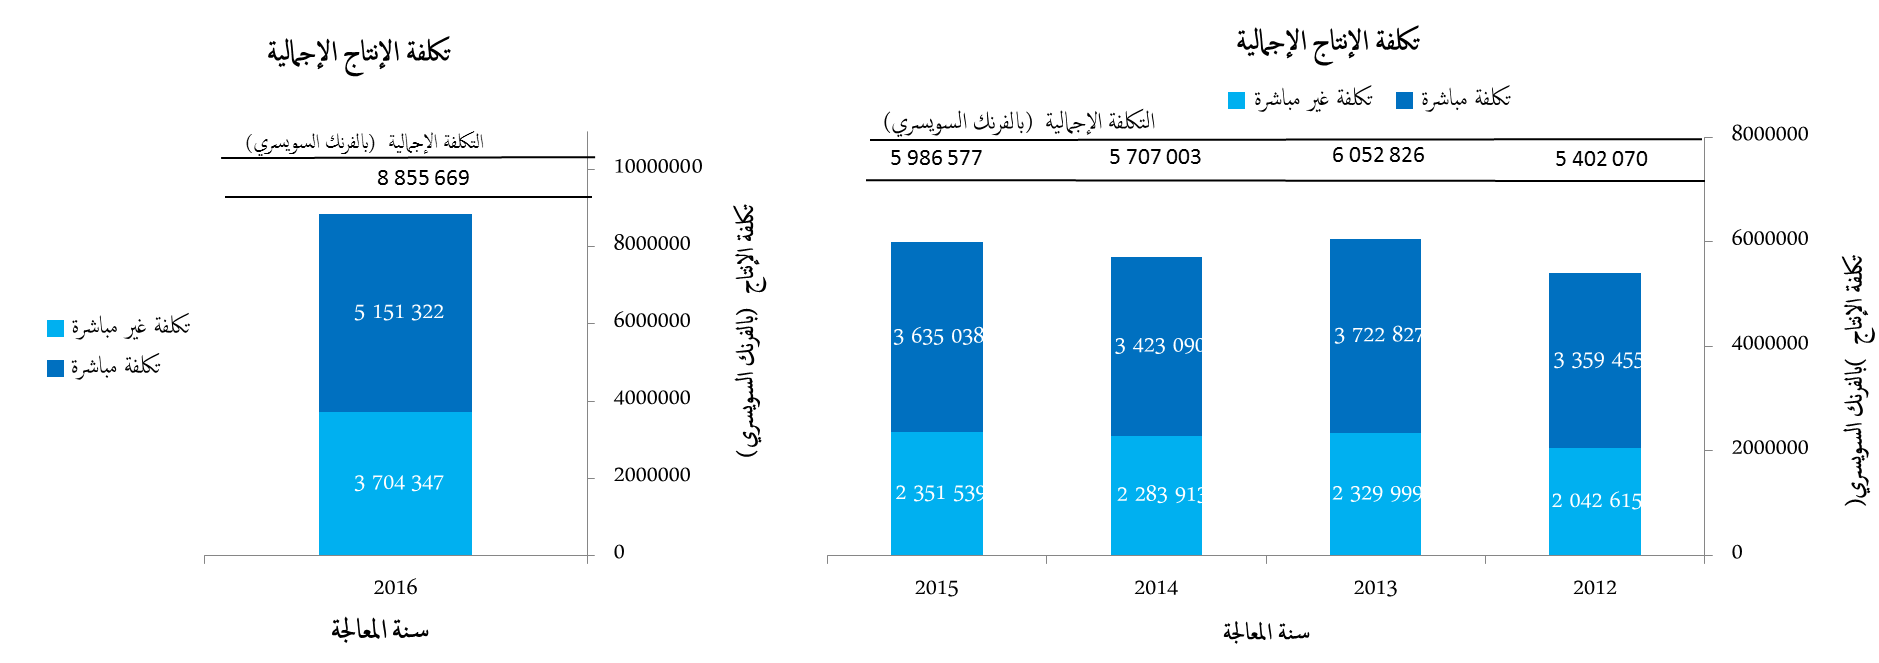 تكلفة الإنتاج الإجمالية
تكلفة مباشرة تكلفة غير مباشرة
التكلفة الإجمالية (بالفرنك السويسري)
5 402 070 6 052 826 5 707 003 5 986 577
8000000
6000000
4000000
2000000
0
تكلفة الإنتاج )بالفرنك السويسري(
3 359 455 3 722 827 3 423 090 3 635 038
2 042 615 2 329 999 2 283 913 2 351 539
2012 2013 2014 2015
سنة المعالجة
تكلفة الإنتاج الإجمالية
التكلفة الإجمالية (بالفرنك السويسري)
8 855 669
10000000
8000000
6000000
4000000
2000000
0
تكلفة الإنتاج (بالفرنك السويسري)
5 151 322
3 704 347
تكلفة غير مباشرة
تكلفة مباشرة
2016
سنة المعالجة